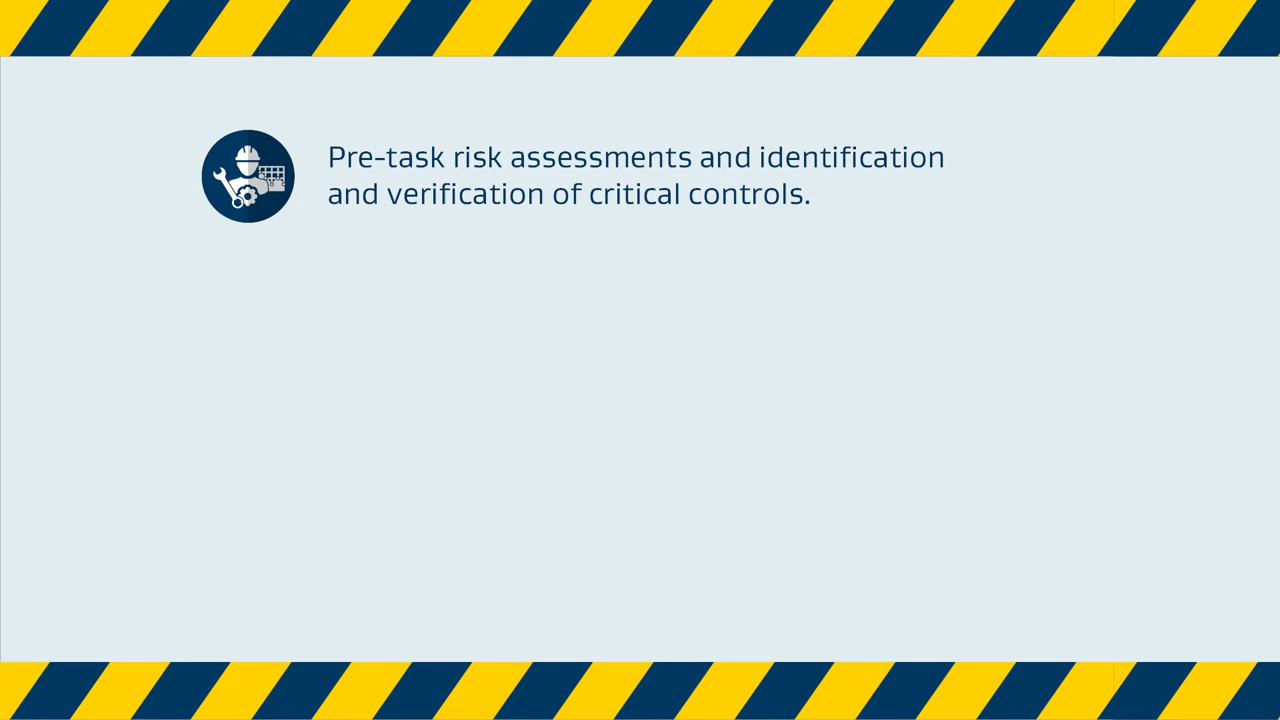 Pre-task risk assessments and identification
and verification of critical controls.